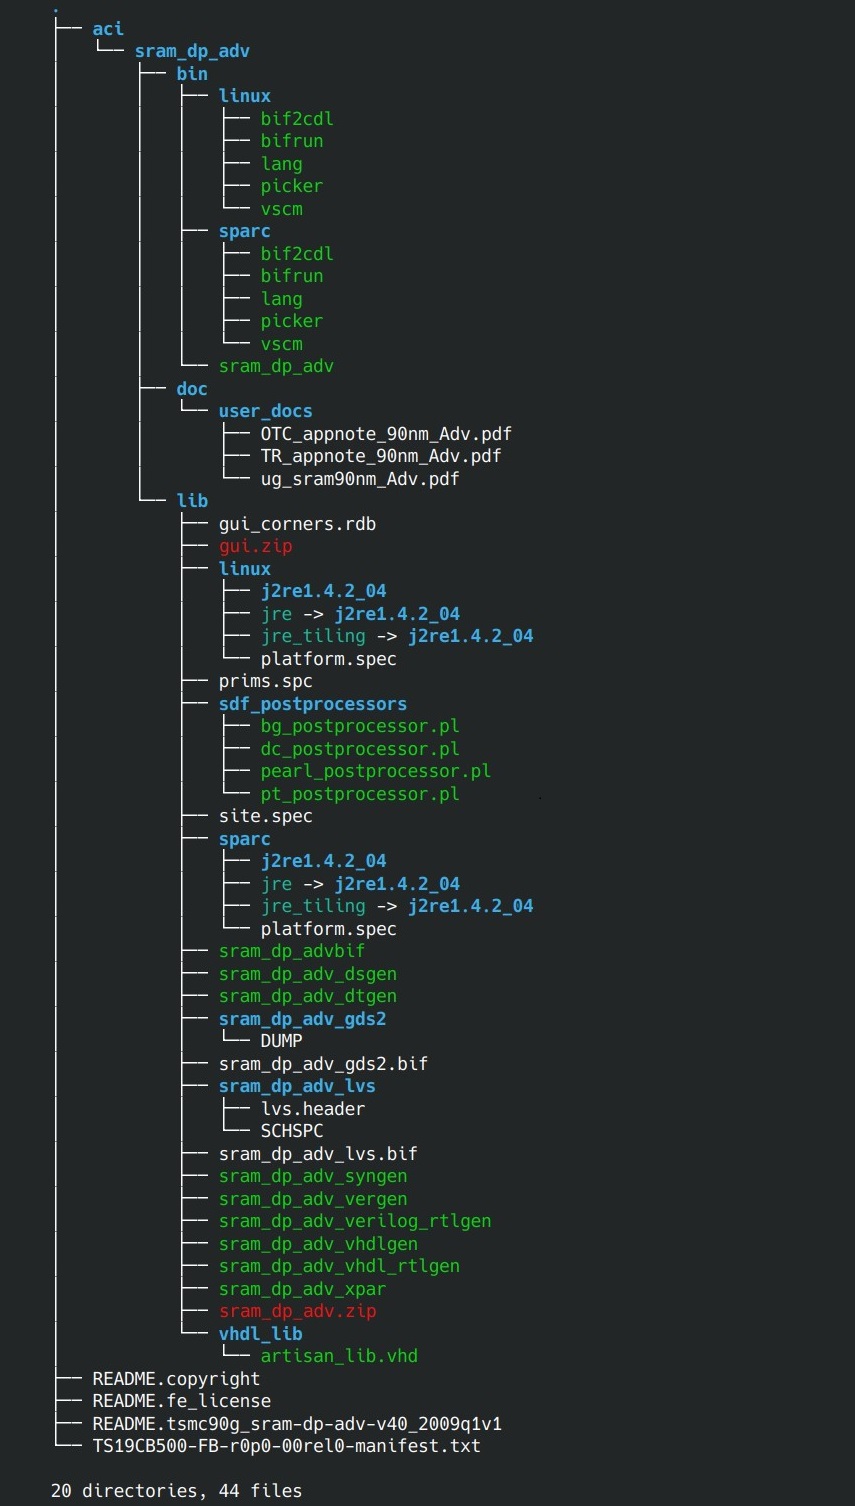 .
├── aci
│   └── sram_dp_adv
│       ├── bin
│       │   ├── linux
│       │   │   ├── bif2cdl
│       │   │   ├── bifrun
│       │   │   ├── lang
│       │   │   ├── picker
│       │   │   └── vscm
│       │   ├── sparc
│       │   │   ├── bif2cdl
│       │   │   ├── bifrun
│       │   │   ├── lang
│       │   │   ├── picker
│       │   │   └── vscm
│       │   └── sram_dp_adv
│       ├── doc
│       │   └── user_docs
│       │       ├── OTC_appnote_90nm_Adv.pdf
│       │       ├── TR_appnote_90nm_Adv.pdf
│       │       └── ug_sram90nm_Adv.pdf
│       └── lib
│           ├── gui_corners.rdb
│           ├── gui.zip
│           ├── linux
│           │   ├── j2re1.4.2_04
│           │   ├── jre -> j2re1.4.2_04
│           │   ├── jre_tiling -> j2re1.4.2_04
│           │   └── platform.spec
│           ├── prims.spc
│           ├── sdf_postprocessors
│           │   ├── bg_postprocessor.pl
│           │   ├── dc_postprocessor.pl
│           │   ├── pearl_postprocessor.pl
│           │   └── pt_postprocessor.pl
│           ├── site.spec
│           ├── sparc
│           │   ├── j2re1.4.2_04
│           │   ├── jre -> j2re1.4.2_04
│           │   ├── jre_tiling -> j2re1.4.2_04
│           │   └── platform.spec
│           ├── sram_dp_advbif
│           ├── sram_dp_adv_dsgen
│           ├── sram_dp_adv_dtgen
│           ├── sram_dp_adv_gds2
│           │   └── DUMP
│           ├── sram_dp_adv_gds2.bif
│           ├── sram_dp_adv_lvs
│           │   ├── lvs.header
│           │   └── SCHSPC
│           ├── sram_dp_adv_lvs.bif
│           ├── sram_dp_adv_syngen
│           ├── sram_dp_adv_vergen
│           ├── sram_dp_adv_verilog_rtlgen
│           ├── sram_dp_adv_vhdlgen
│           ├── sram_dp_adv_vhdl_rtlgen
│           ├── sram_dp_adv_xpar
│           ├── sram_dp_adv.zip
│           └── vhdl_lib
│               └── artisan_lib.vhd
├── README.copyright
├── README.fe_license
├── README.tsmc90g_sram-dp-adv-v40_2009q1v1
└── TS19CB500-FB-r0p0-00rel0-manifest.txt
20 directories, 44 files